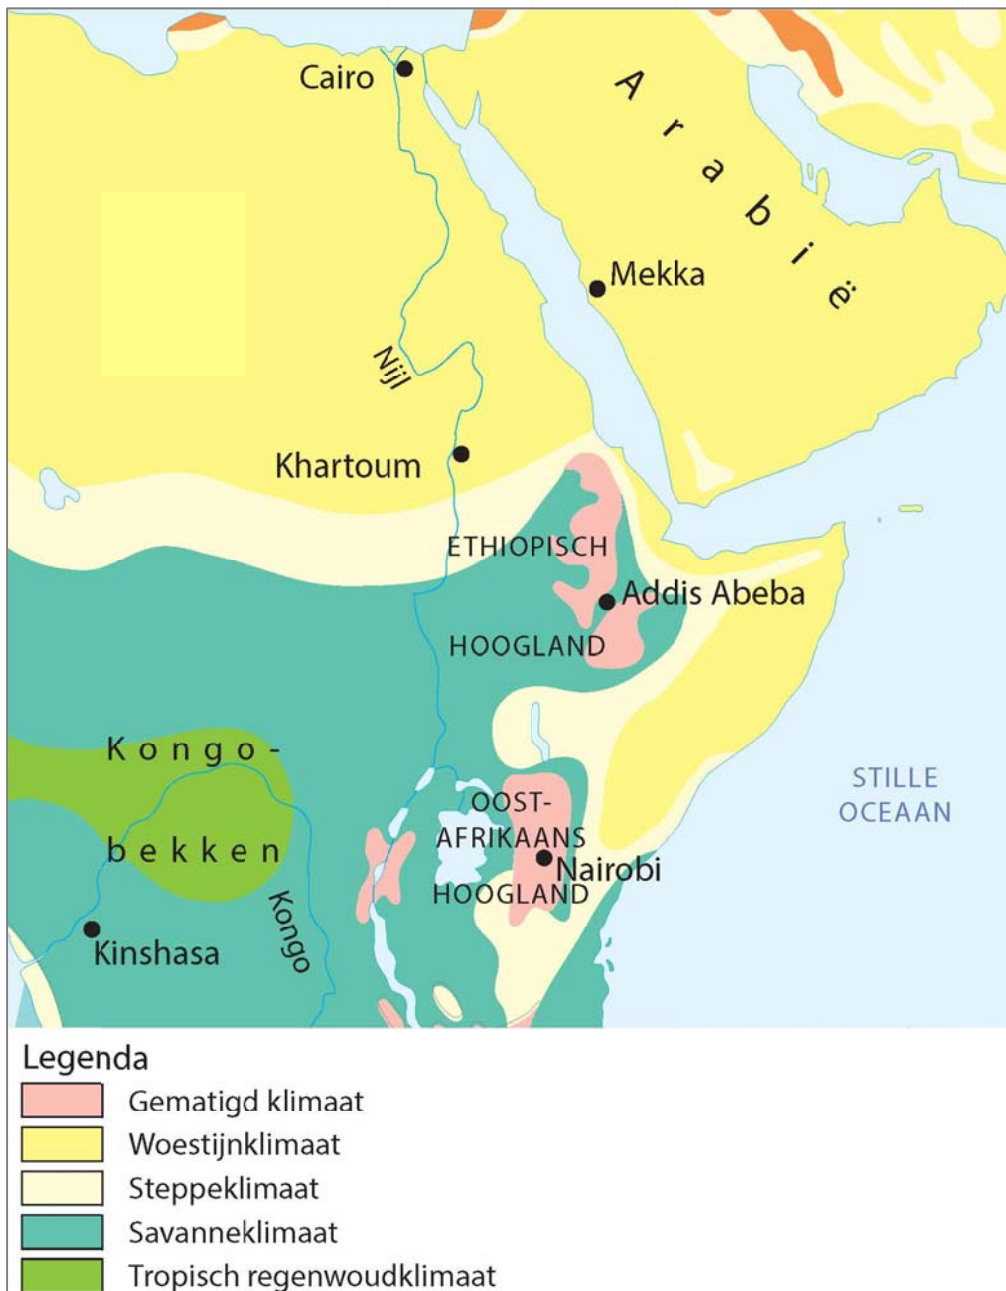 Cairo
Arabië
Mekka
Nijl
Khartoum
ETHIOPISCH
Addis Abeba
HOOGLAND
Kongo-
STILLE
OCEAAN
OOST-
AFRIKAANS
bekken
Nairobi
HOOGLAND
Kongo
Kinshasa
Legenda
Gematigd klimaat
Woestijnklimaat
Steppeklimaat
Savanneklimaat
Tropisch regenwoudklimaat